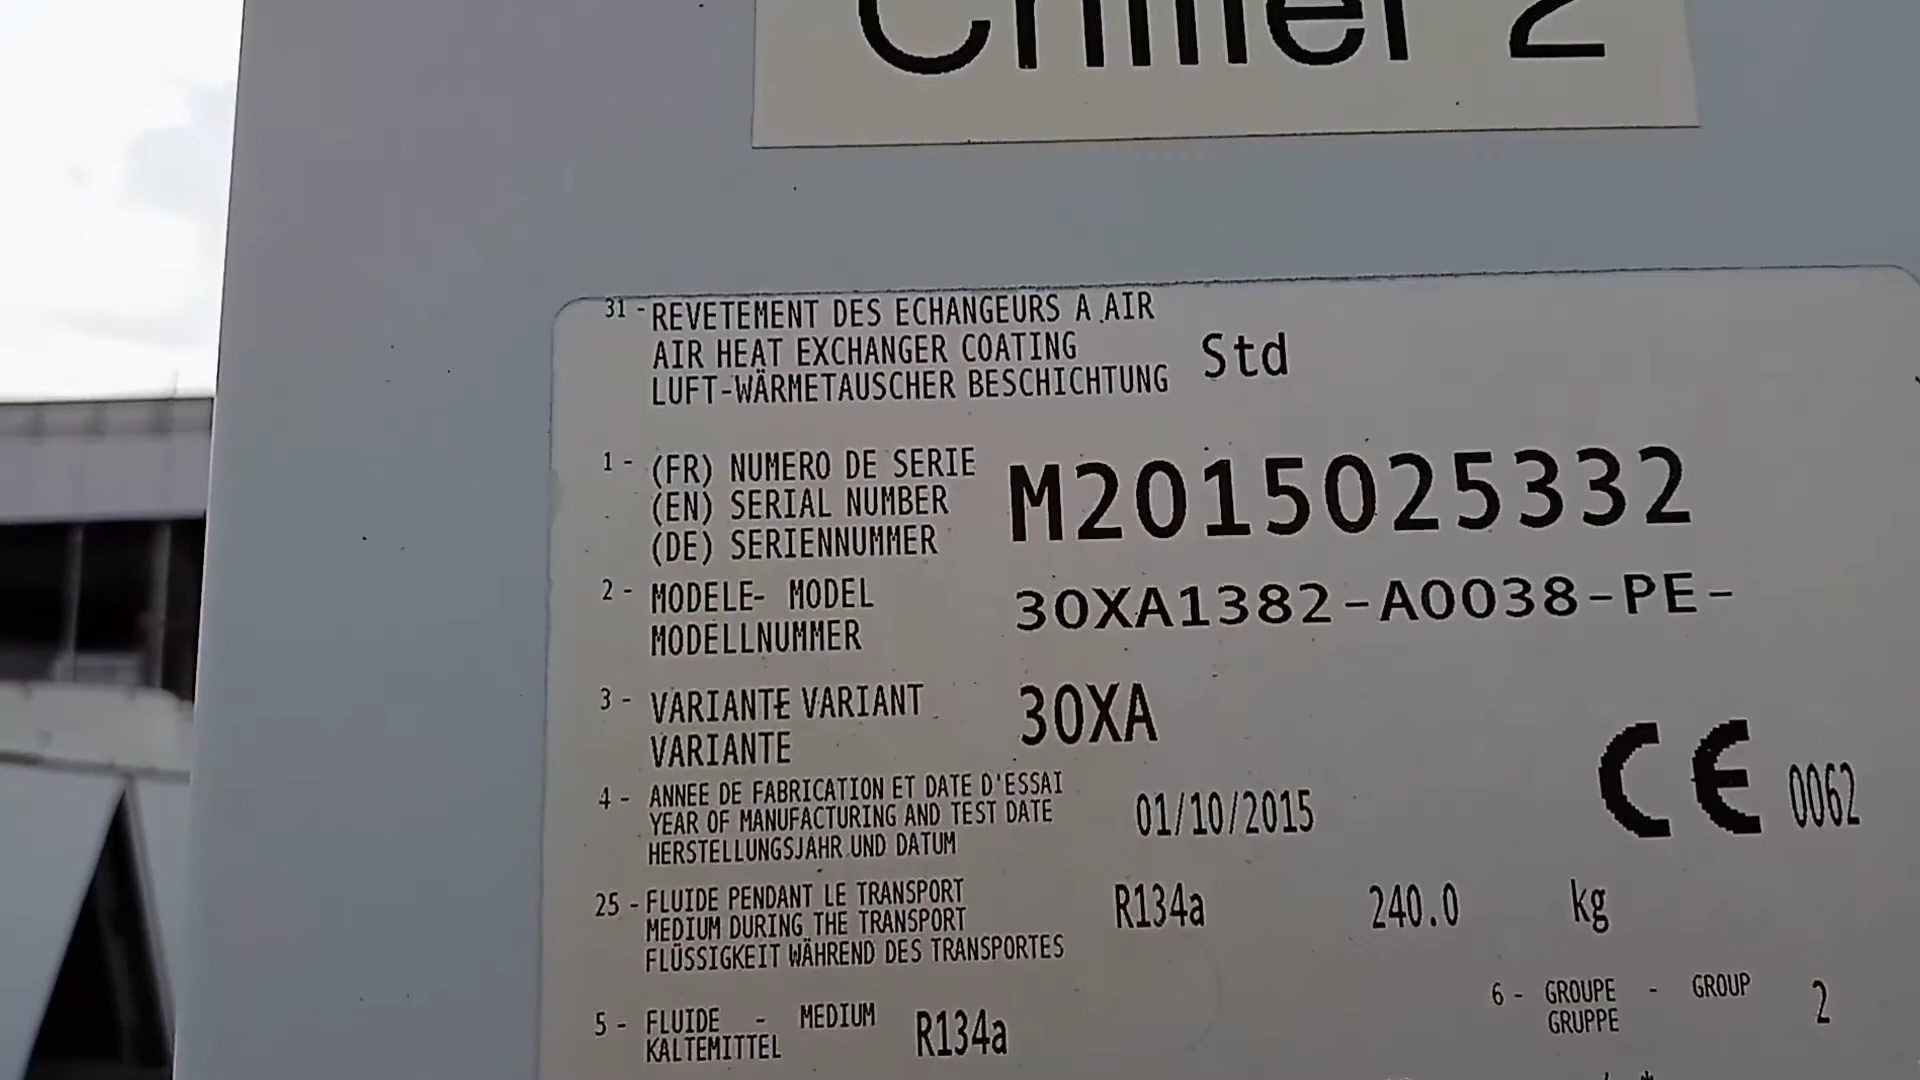 Chiller 2
31 - REVETEMENT DES ECHANGEURS A AIR
AIR HEAT EXCHANGER COATING Std
LUFT-WÄRMETAUSCHER BESCHICHTUNG
1 - (FR) NUMERO DE SERIE
(EN) SERIAL NUMBER M2015025332
(DE) SERIENNUMMER
2 - MODELE- MODEL 30XA1382-A0038-PE-
MODELLNUMMER
3 - VARIANTE VARIANT 30XA
VARIANTE
4 - ANNEE DE FABRICATION ET DATE D'ESSAI
YEAR OF MANUFACTURING AND TEST DATE 01/10/2015
HERSTELLUNGSJAHR UND DATUM
CE 0062
25 - FLUIDE PENDANT LE TRANSPORT R134a 240.0 kg
MEDIUM DURING THE TRANSPORT
FLÜSSIGKEIT WÄHREND DES TRANSPORTES
5 - FLUIDE - MEDIUM R134a
KALTEMITTEL
6 - GROUPE - GROUP 2
GRUPPE